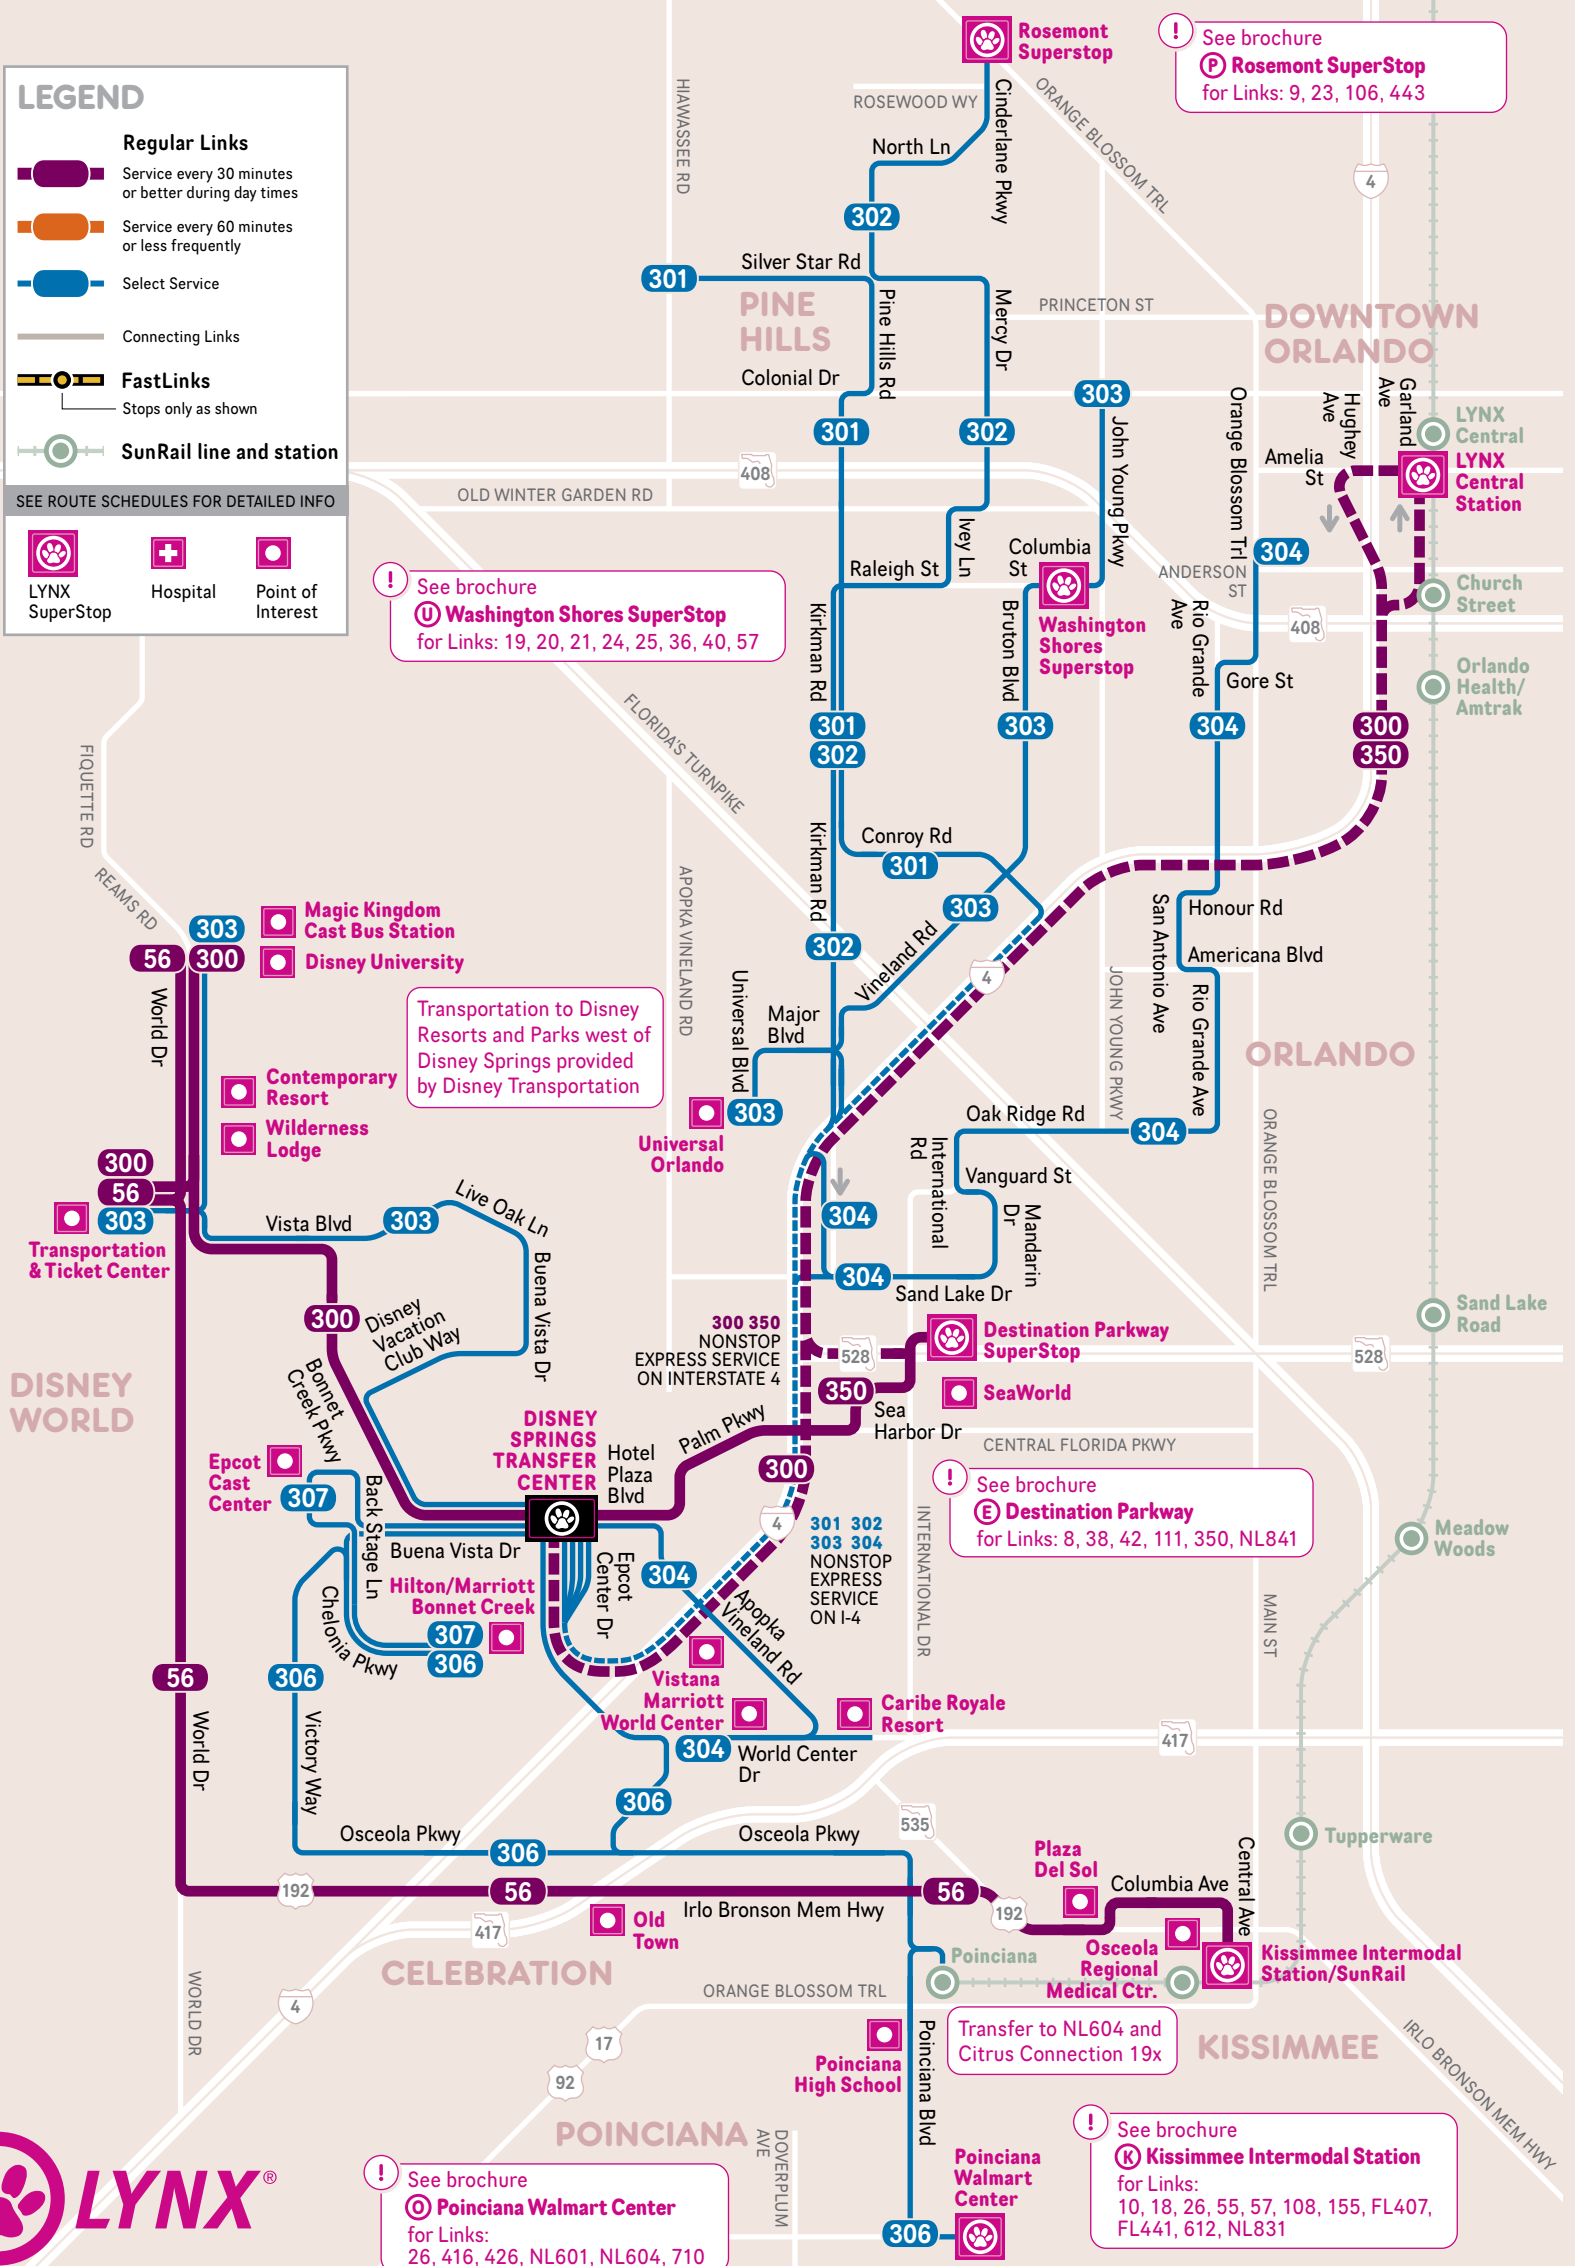 LEGEND
Regular Links
Service every 30 minutes
or better during day times
Service every 60 minutes
or less frequently
Select Service
Connecting Links
FastLinks
Stops only as shown
SunRail line and station
SEE ROUTE SCHEDULES FOR DETAILED INFO
LYNX
SuperStop
Hospital
Point of
Interest
Rosemont
Superstop
!
See brochure
P Rosemont SuperStop
for Links: 9, 23, 106, 443
HIAWASSEE RD
ROSEWOOD WY
Cinderlane Pkwy
ORANGE BLOSSOM TRL
North Ln
4
302
Silver Star Rd
301
PINE
HILLS
Pine Hills Rd
Mercy Dr
PRINCETON ST
DOWNTOWN
ORLANDO
Colonial Dr
303
Orange Blossom Trl
Hughey
Ave
Garland
Ave
LYNX
Central
301
302
John Young Pkwy
Amelia
St
LYNX
Central
Station
408
OLD WINTER GARDEN RD
Ivey Ln
Columbia
St
304
ANDERSON
ST
Raleigh St
Church
Street
!
See brochure
U Washington Shores SuperStop
for Links: 19, 20, 21, 24, 25, 36, 40, 57
Kirkman Rd
Bruton Blvd
Washington
Shores
Superstop
Rio Grande
Ave
408
Gore St
Orlando
Health/
Amtrak
FLORIDA'S TURNPIKE
301
302
303
304
300
350
FIQUETTE RD
Kirkman Rd
Conroy Rd
301
REAMS RD
APOPKA VINELAND RD
303
Honour Rd
San Antonio Ave
Magic Kingdom
Cast Bus Station
303
56
300
Disney University
302
Vineland Rd
Americana Blvd
4
World Dr
Transportation to Disney
Resorts and Parks west of
Disney Springs provided
by Disney Transportation
Universal Blvd
Major
Blvd
JOHN YOUNG PKWY
Rio Grande Ave
ORLANDO
Contemporary
Resort
Wilderness
Lodge
303
Universal
Orlando
Oak Ridge Rd
304
ORANGE BLOSSOM TRL
300
56
303
Transportation
& Ticket Center
Vista Blvd
303
Live Oak Ln
Buena Vista Dr
International
Rd
Vanguard St
Mandarin
Dr
304
304
Sand Lake Dr
Sand Lake
Road
300
Disney
Vacation
Club Way
Bonnet
Creek Pkwy
300 350
NONSTOP
EXPRESS SERVICE
ON INTERSTATE 4
528
Destination Parkway
SuperStop
528
DISNEY
WORLD
350
SeaWorld
Sea
Harbor Dr
CENTRAL FLORIDA PKWY
DISNEY
SPRINGS
TRANSFER
CENTER
Hotel
Plaza
Blvd
Palm Pkwy
Epcot
Cast
Center
307
300
!
See brochure
E Destination Parkway
for Links: 8, 38, 42, 111, 350, NL841
4
301 302
303 304
NONSTOP
EXPRESS
SERVICE
ON I-4
INTERNATIONAL DR
Meadow
Woods
Back Stage Ln
Buena Vista Dr
Epcot
Center Dr
304
Apopka
Vineland Rd
Hilton/Marriott
Bonnet Creek
307
306
Chelonia Pkwy
MAIN ST
Vistana
Marriott
World Center
Caribe Royale
Resort
56
306
304
World Center
Dr
417
World Dr
Victory Way
306
535
Osceola Pkwy
306
Osceola Pkwy
Tupperware
Plaza
Del Sol
Columbia Ave
Central Ave
192
56
56
192
Irlo Bronson Mem Hwy
417
Old
Town
Poinciana
Osceola
Regional
Medical Ctr.
Kissimmee Intermodal
Station/SunRail
CELEBRATION
WORLD DR
4
ORANGE BLOSSOM TRL
17
92
Poinciana
High School
Transfer to NL604 and
Citrus Connection 19x
KISSIMMEE
IRLO BRONSON MEM HWY
Poinciana Blvd
POINCIANA
DOVERPLUM
AVE
!
See brochure
K Kissimmee Intermodal Station
for Links:
10, 18, 26, 55, 57, 108, 155, FL407,
FL441, 612, NL831
Poinciana
Walmart
Center
306
!
See brochure
O Poinciana Walmart Center
for Links:
26, 416, 426, NL601, NL604, 710
LYNX®